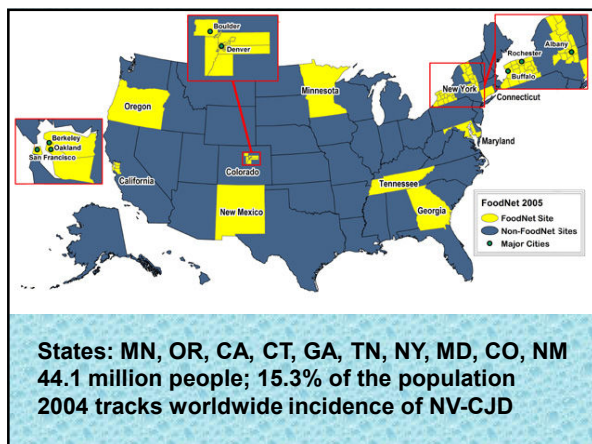 Boulder
Denver
Rochester
Albany
Buffalo
Minnesota
New York
Connecticut
Oregon
Maryland
Berkeley
Oakland
San Francisco
California
Colorado
Tennessee
New Mexico
Georgia
FoodNet 2005
FoodNet Site
Non-FoodNet Sites
Major Cities
States: MN, OR, CA, CT, GA, TN, NY, MD, CO, NM
44.1 million people; 15.3% of the population
2004 tracks worldwide incidence of NV-CJD